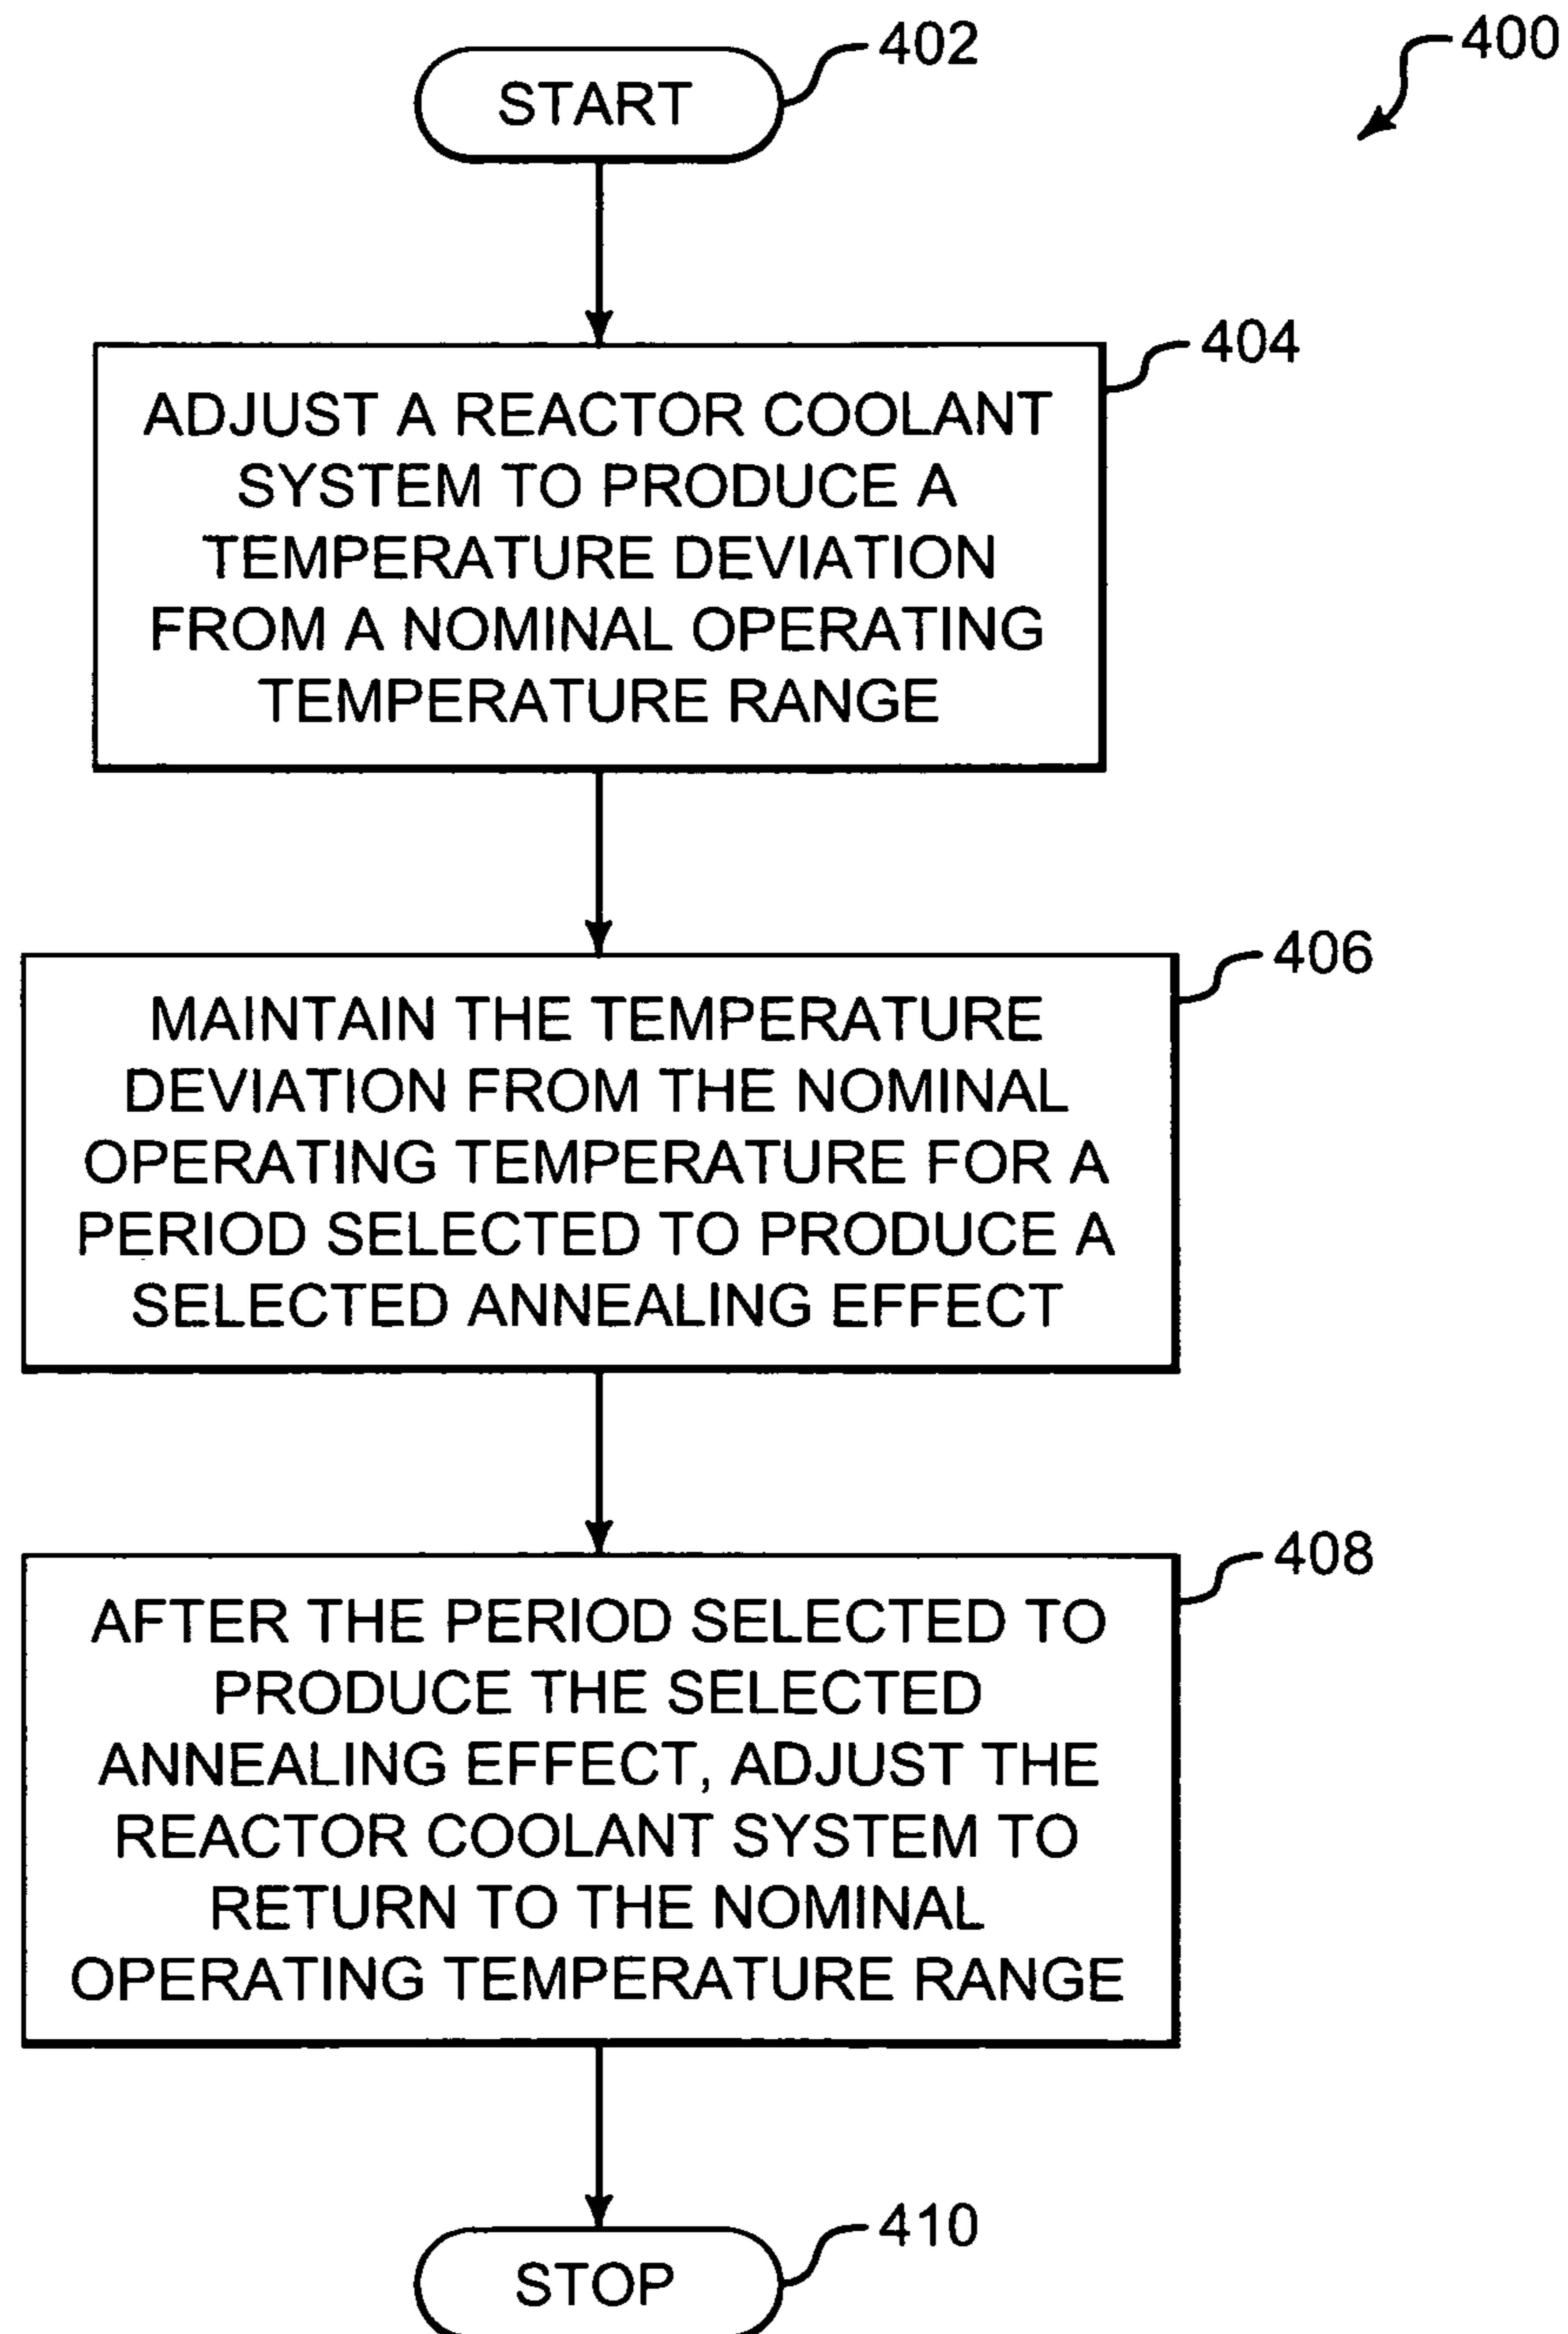 400
402
START
404
ADJUST A REACTOR COOLANT
SYSTEM TO PRODUCE A
TEMPERATURE DEVIATION
FROM A NOMINAL OPERATING
TEMPERATURE RANGE
406
MAINTAIN THE TEMPERATURE
DEVIATION FROM THE NOMINAL
OPERATING TEMPERATURE FOR A
PERIOD SELECTED TO PRODUCE A
SELECTED ANNEALING EFFECT
408
AFTER THE PERIOD SELECTED TO
PRODUCE THE SELECTED
ANNEALING EFFECT, ADJUST THE
REACTOR COOLANT SYSTEM TO
RETURN TO THE NOMINAL
OPERATING TEMPERATURE RANGE
410
STOP